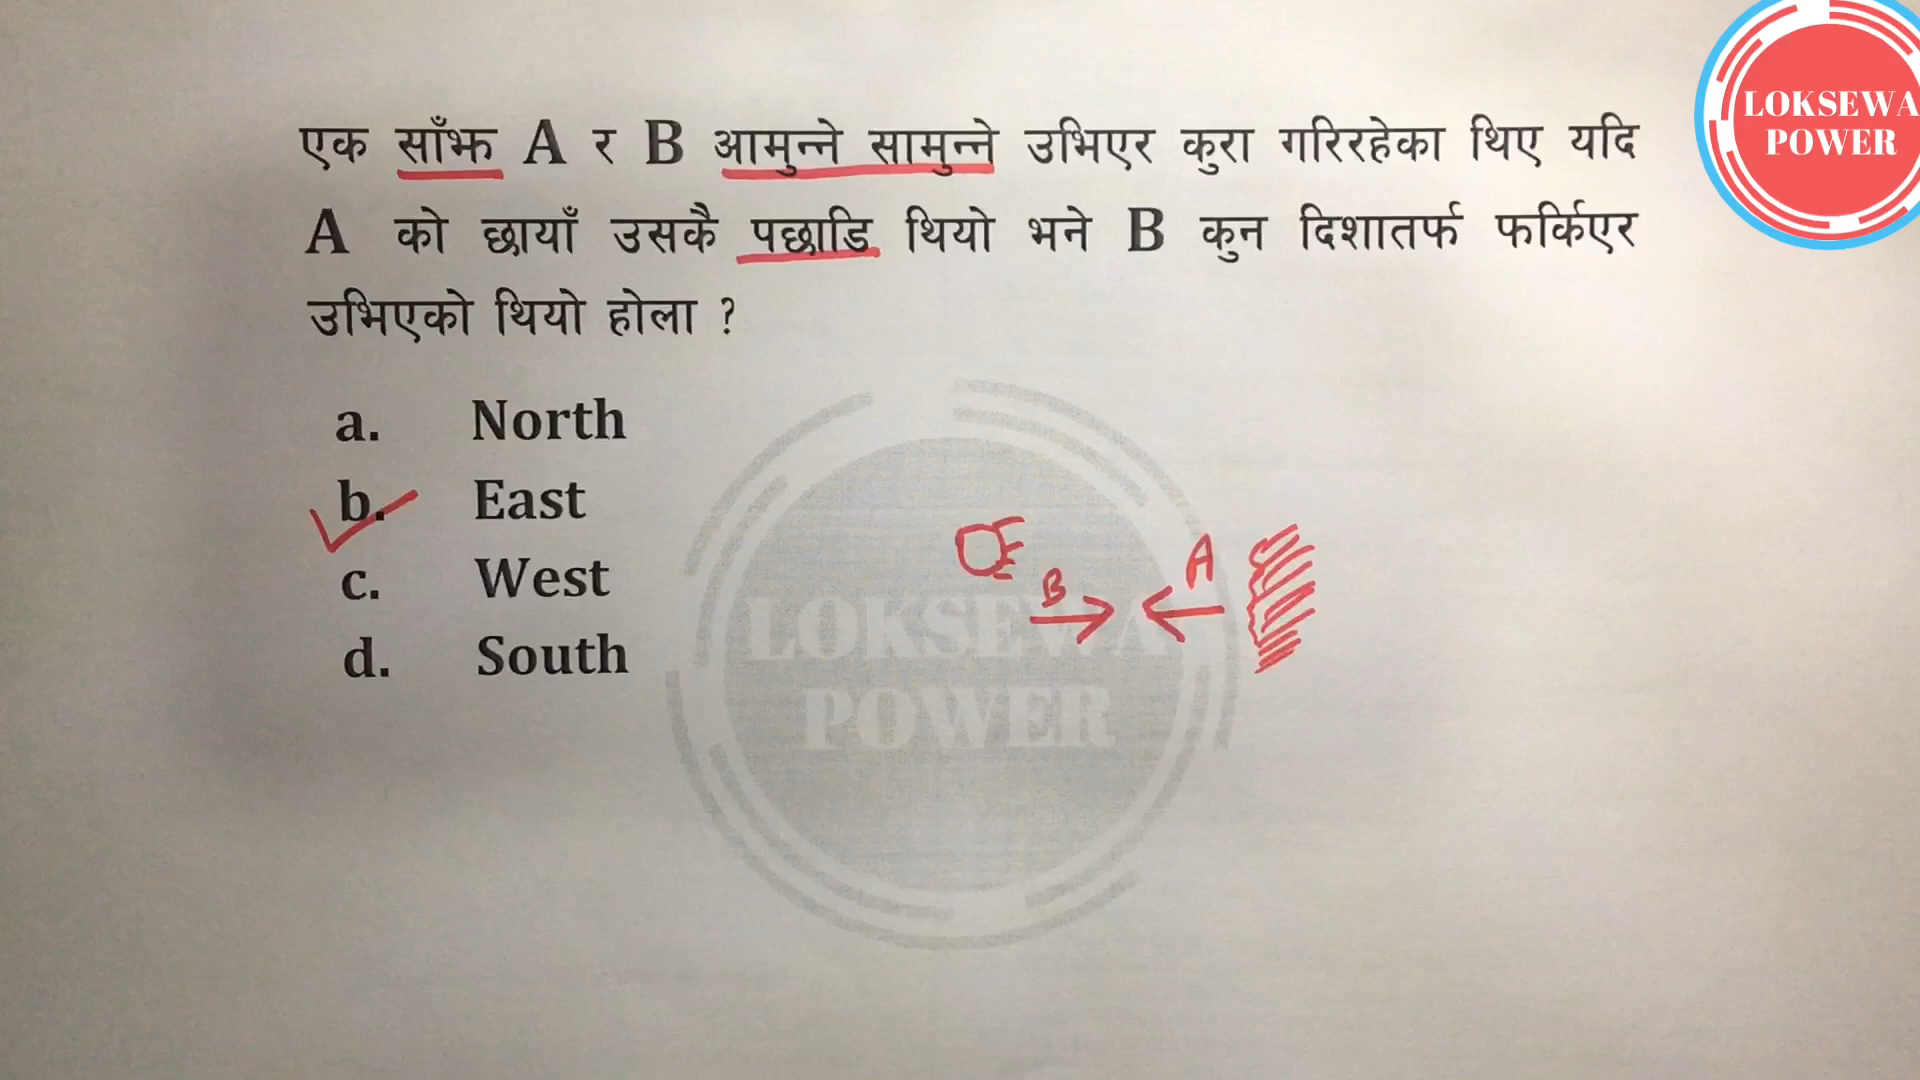 LOKSEWA
POWER
एक साँझ A र B आमुन्ने सामुन्ने उभिएर कुरा गरिरहेका थिए यदि
A को छायाँ उसकै पछाडि थियो भने B कुन दिशातर्फ फर्किएर
उभिएको थियो होला ?
a. North
b. East
c. West
d. South
B A
LOKSEWA
POWER